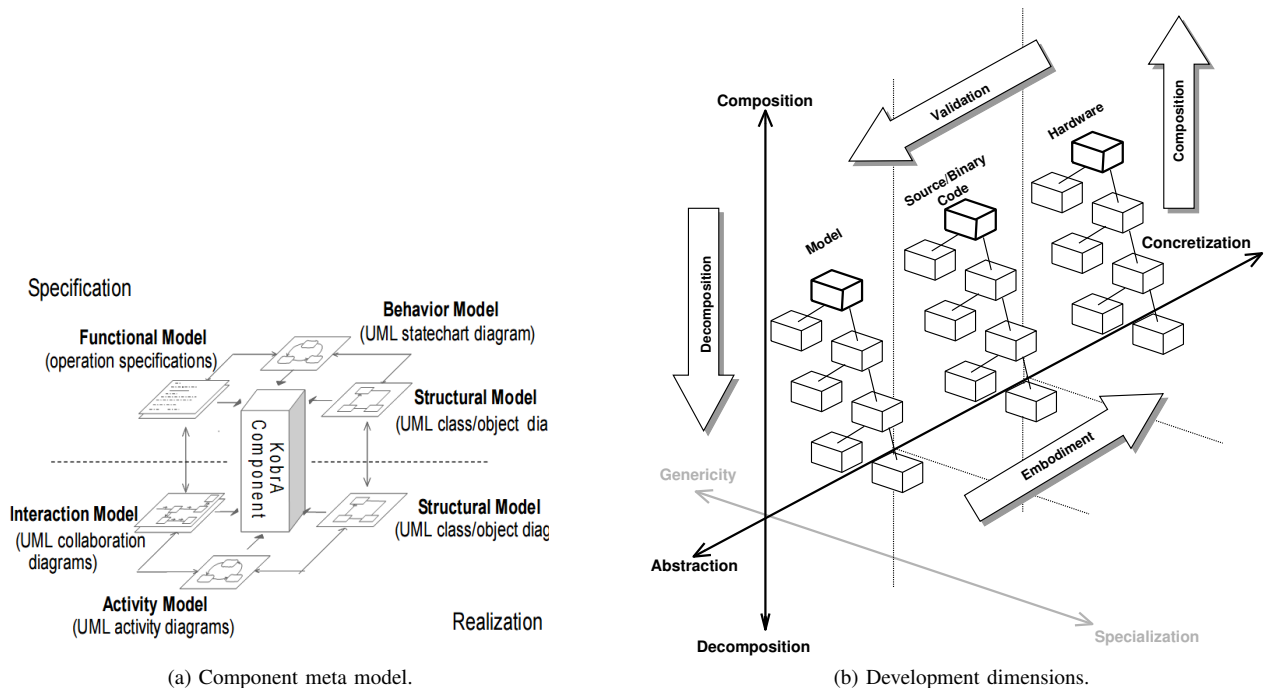 Specification
Behavior Model
(UML statechart diagram)
Functional Model
(operation specifications)
Structural Model
(UML class/object dia
KobrA
Component
Interaction Model
(UML collaboration
diagrams)
Structural Model
(UML class/object diag
Activity Model
(UML activity diagrams)
Realization
(a) Component meta model.
Composition
Validation
Hardware
Composition
Source/Binary
Code
Model
Concretization
Decomposition
Embodiment
Genericity
Abstraction
Specialization
Decomposition
(b) Development dimensions.